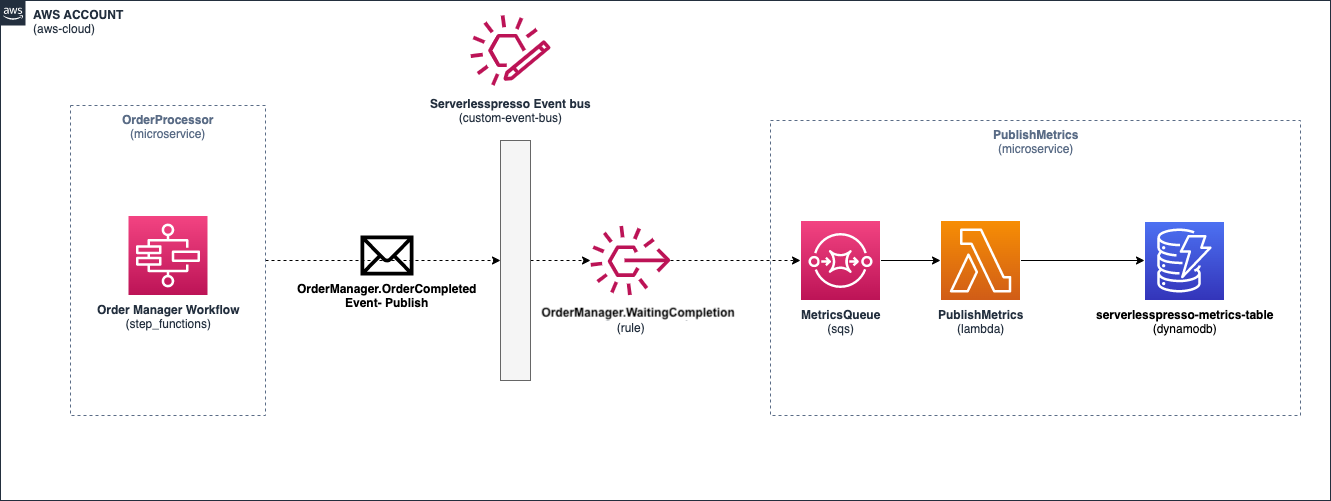 aws
AWS ACCOUNT
(aws-cloud)
Serverlesspresso Event bus
(custom-event-bus)
OrderProcessor
(microservice)
Order Manager Workflow
(step_functions)
OrderManager.OrderCompleted
Event- Publish
OrderManager.WaitingCompletion
(rule)
PublishMetrics
(microservice)
MetricsQueue
(sqs)
PublishMetrics
(lambda)
serverlesspresso-metrics-table
(dynamodb)